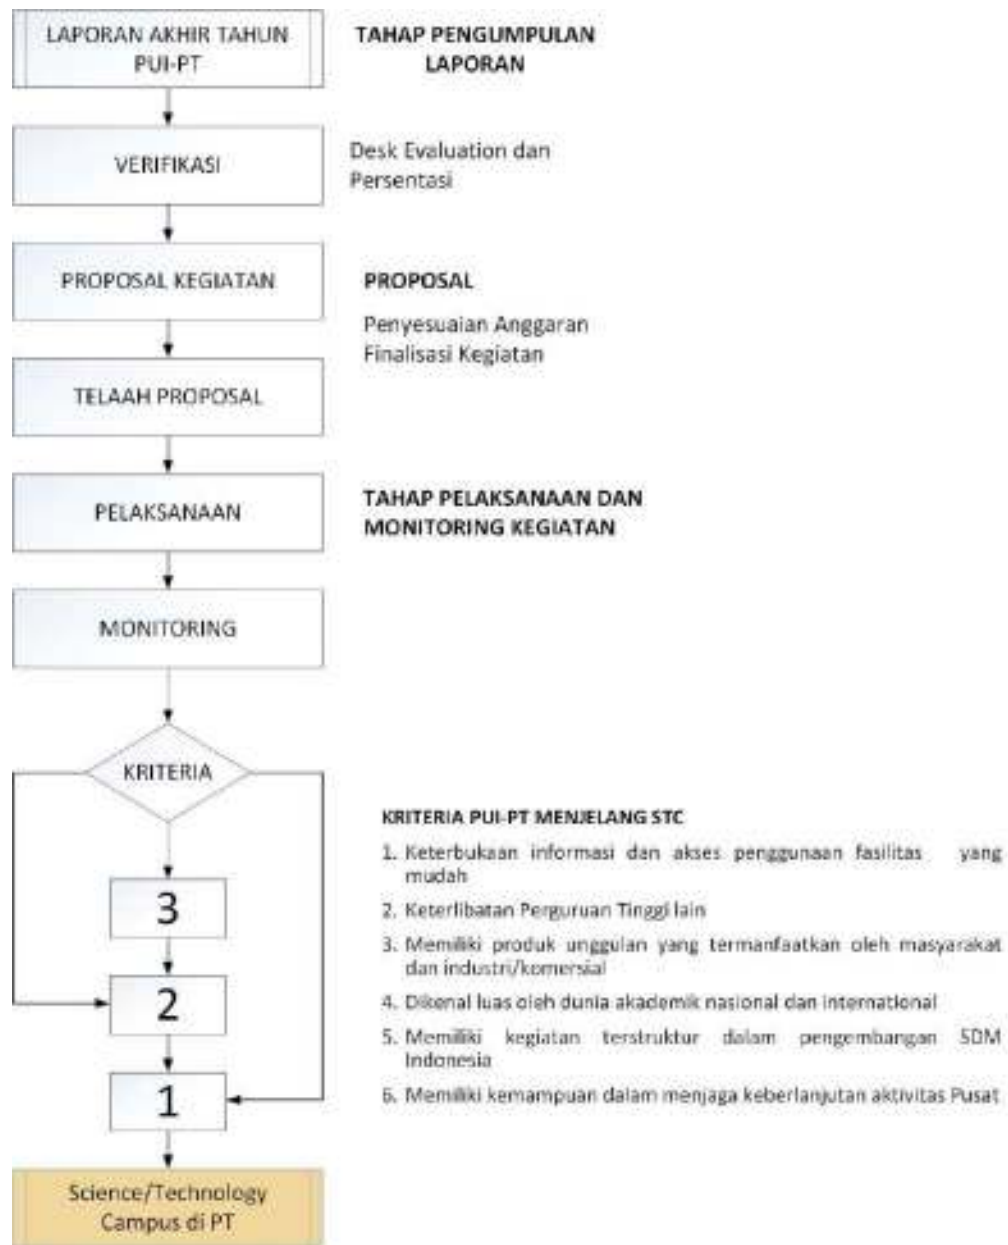 LAPORAN AKHIR TAHUN
PUI-PT
TAHAP PENGUMPULAN
LAPORAN
VERIFIKASI
Desk Evaluation dan
Persentasi
PROPOSAL KEGIATAN
PROPOSAL
Penyesuaian Anggaran
Finalisasi Kegiatan
TELAAH PROPOSAL
PELAKSANAAN
TAHAP PELAKSANAAN DAN
MONITORING KEGIATAN
MONITORING
KRITERIA
KRITERIA PUI-PT MENJELANG STC
1. Keterbukaan informasi dan akses penggunaan fasilitas yang
mudah
2. Keterlibatan Perguruan Tinggi lain
3. Memiliki produk unggulan yang termanfaatkan oleh masyarakat
dan industri/komersial
4. Dikenal luas oleh dunia akademik nasional dan international
5. Memiliki kegiatan terstruktur dalam pengembangan SDM
Indonesia
6. Memiliki kemampuan dalam menjaga keberlanjutan aktivitas Pusat
3
2
1
Science/Technology
Campus di PT